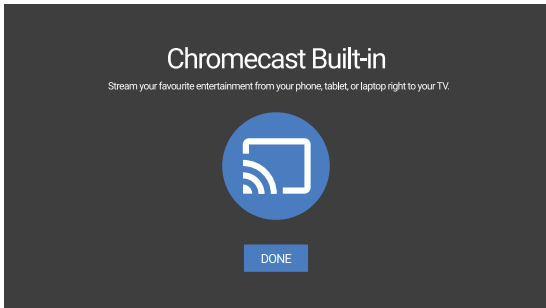 Chromecast Built-in
Stream your favourite entertainment from your phone, tablet, or laptop right to your TV.
DONE